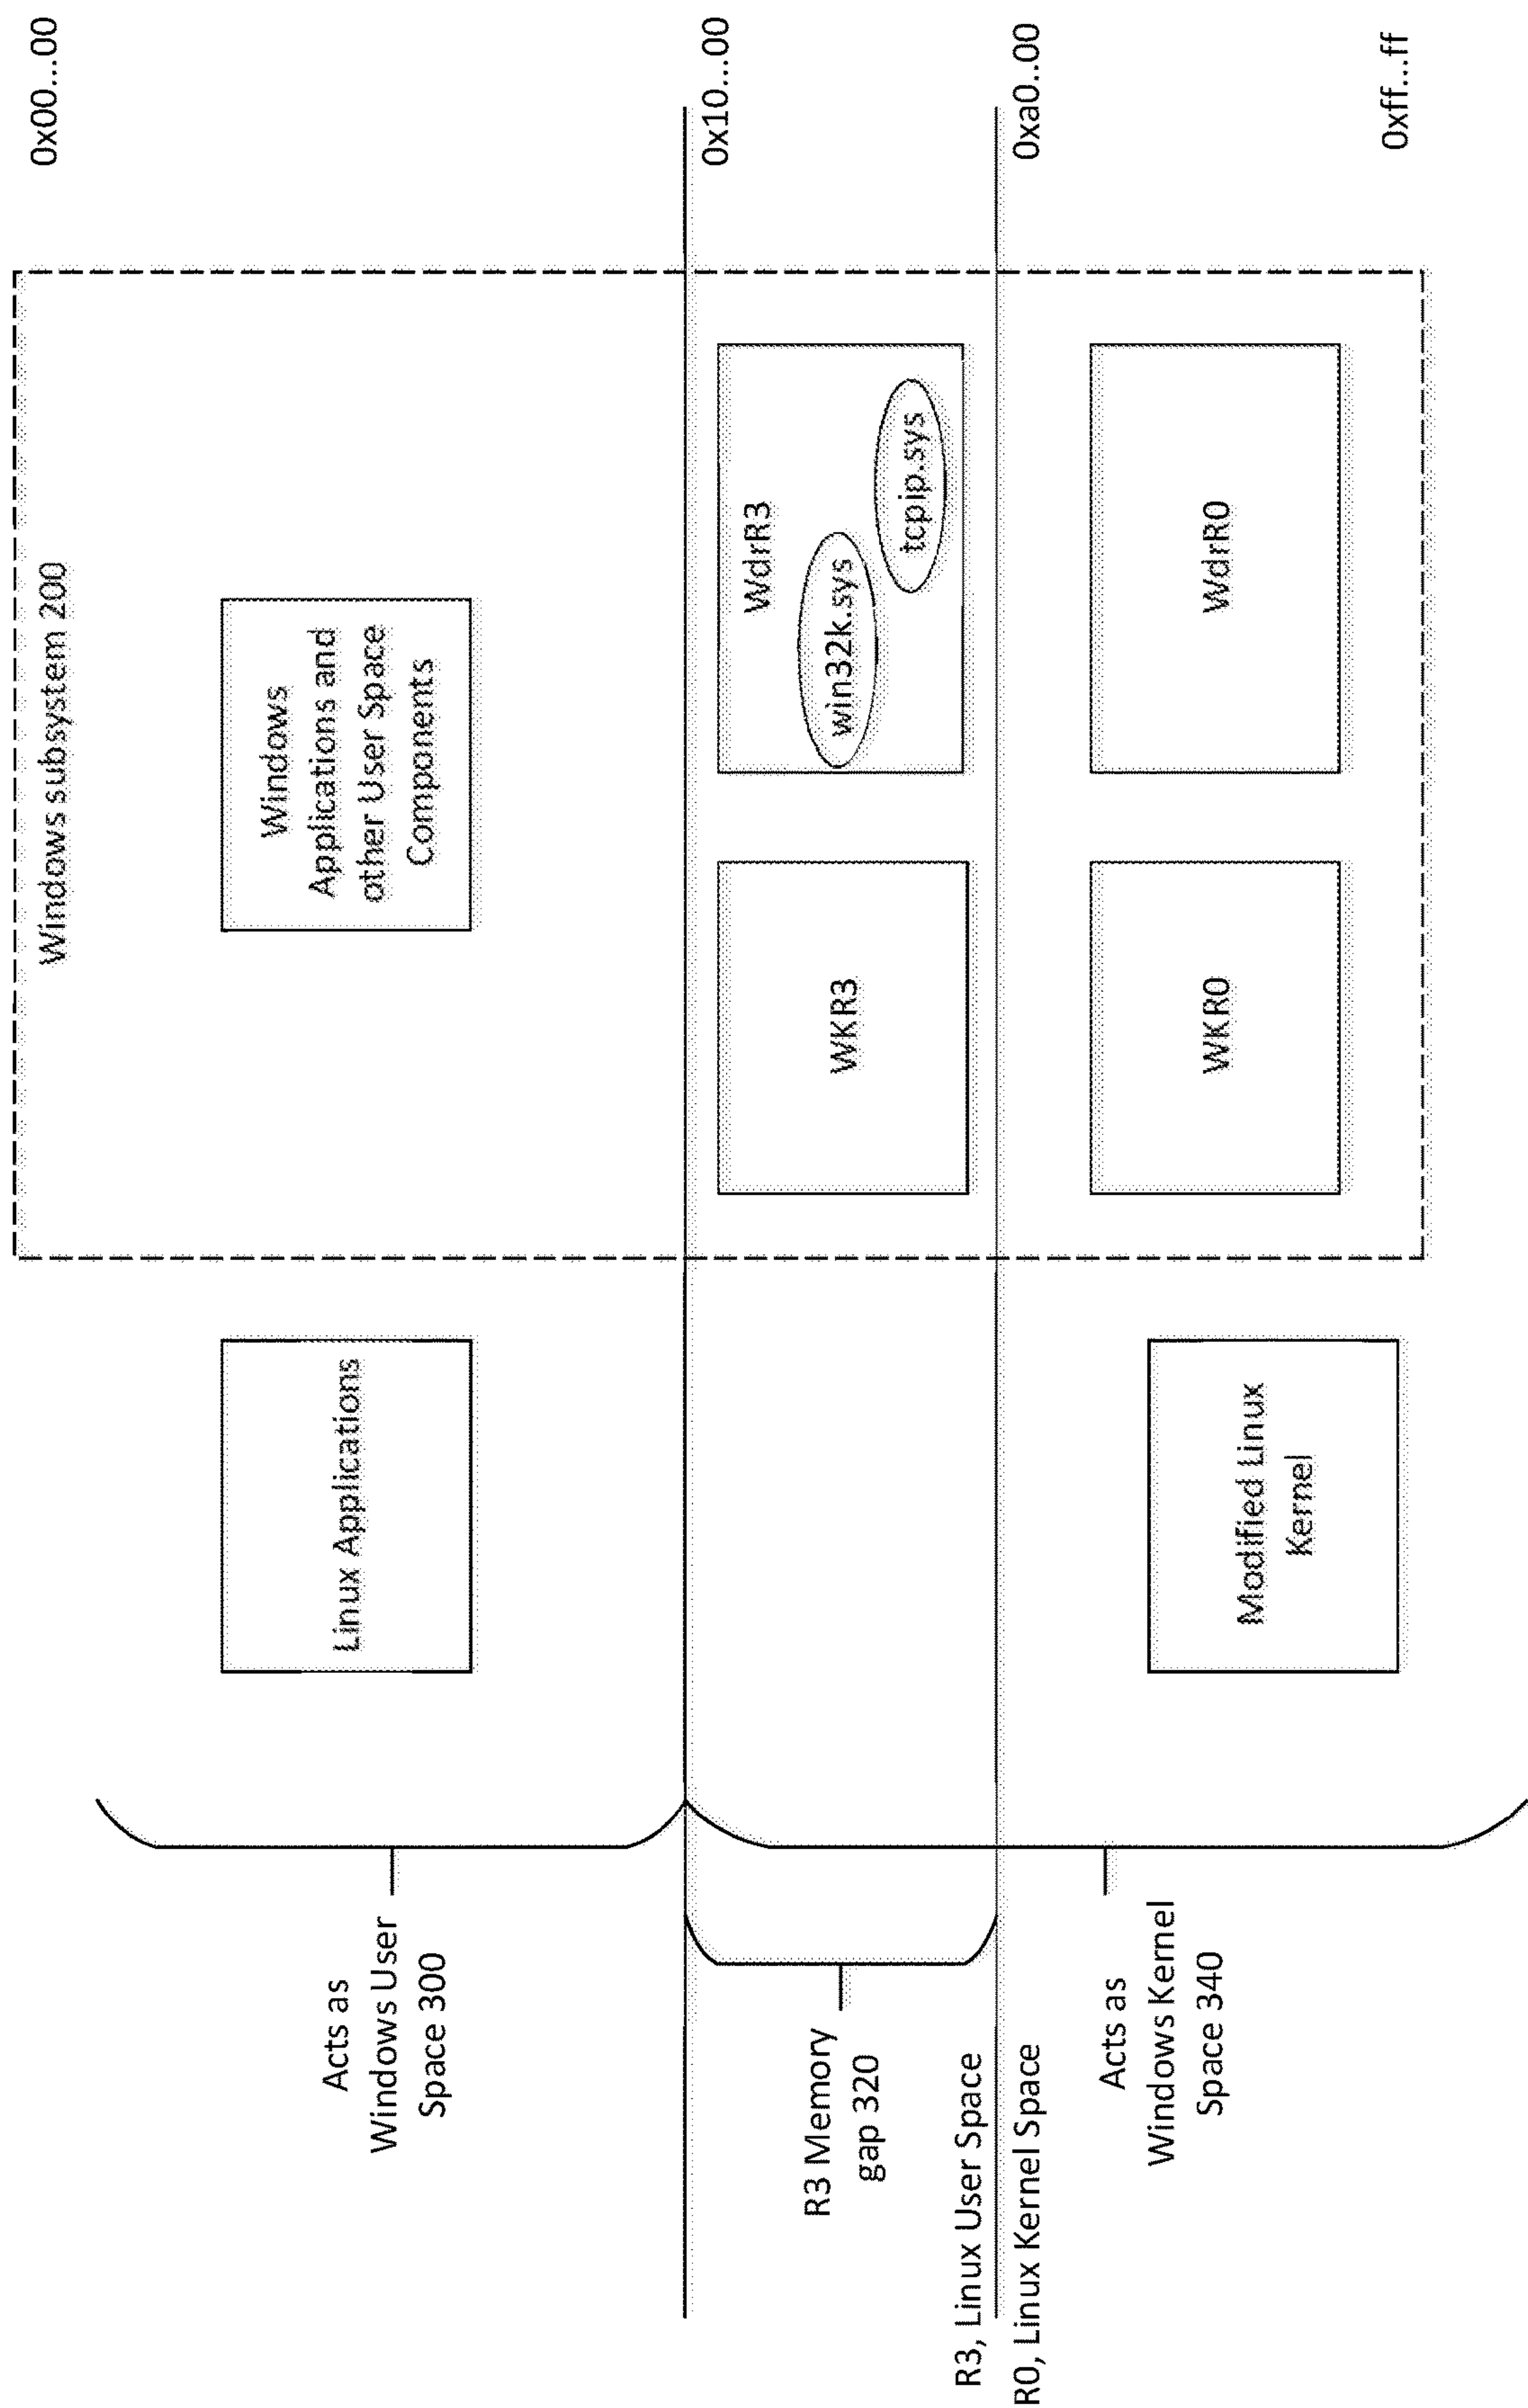 Acts as
Windows User
Space 300
R3 Memory
gap 320
R3, Linux User Space
R0, Linux Kernel Space
Acts as
Windows Kernel
Space 340
Linux Applications
Modified Linux
Kernel
Windows subsystem 200
Windows
Applications and
other User Space
Components
WKR3
WdrR3
win32k.sys
tcpip.sys
WKR0
WdrR0
0x00...00
0x10...00
0xa0..00
0xff...ff